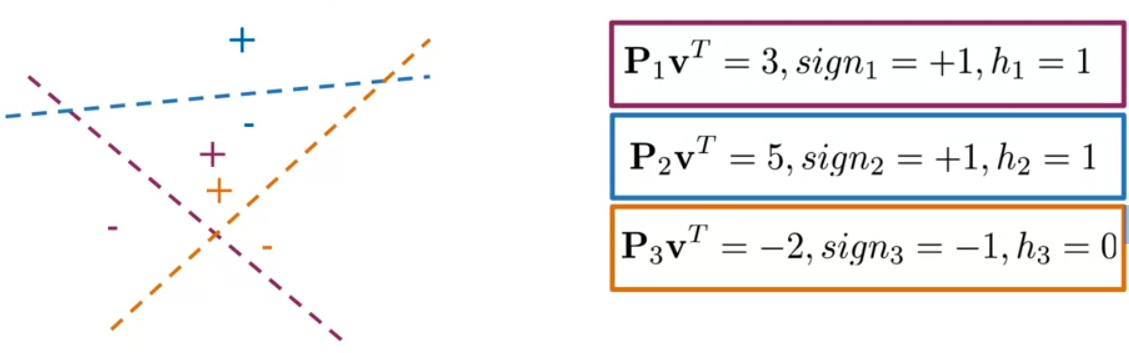 +
-
+
+
-
-
P₁vᵀ = 3, sign₁ = +1, h₁ = 1
P₂vᵀ = 5, sign₂ = +1, h₂ = 1
P₃vᵀ = −2, sign₃ = −1, h₃ = 0